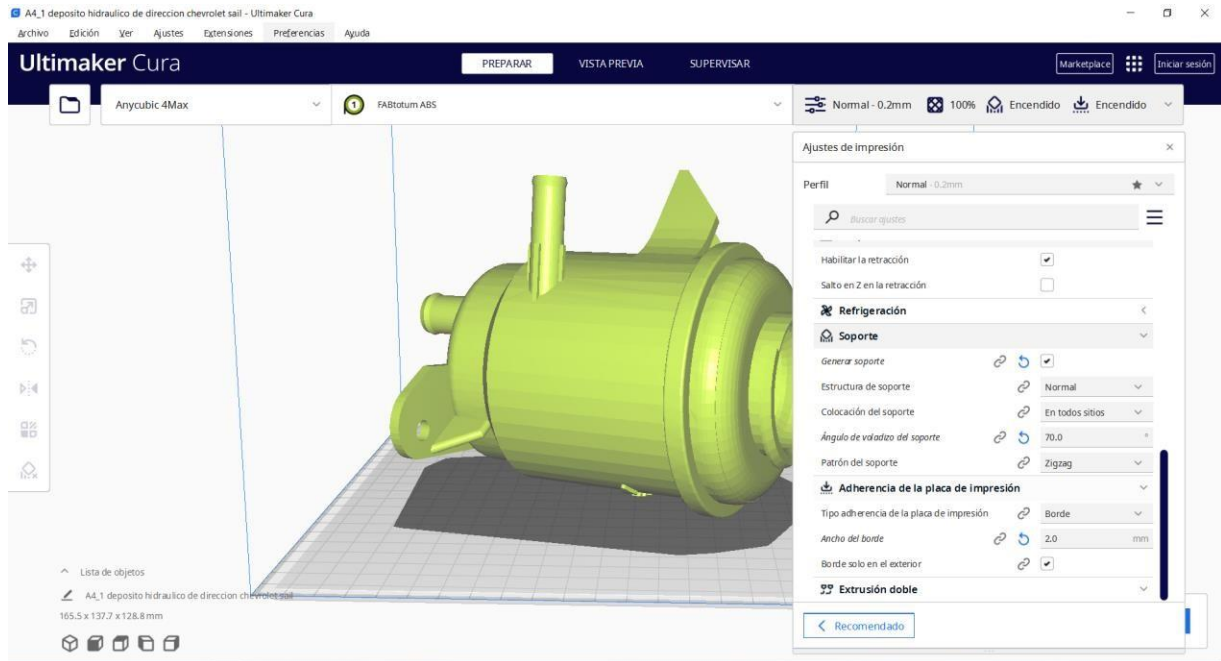 A4_1 deposito hidraulico de direccion chevrolet sail - Ultimaker Cura
Archivo Edición Ver Ajustes Extensiones Preferencias Ayuda
Ultimaker Cura PREPARAR VISTA PREVIA SUPERVISAR Marketplace Iniciar sesión
Anycubic 4Max 1 FABtotum ABS Normal - 0.2mm 100% Encendido Encendido
Ajustes de impresión
Perfil Normal - 0.2mm
Buscar ajustes
Habilitar la retracción
Salto en Z en la retracción
Refrigeración
Soporte
Generar soporte
Estructura de soporte Normal
Colocación del soporte En todos sitios
Ángulo de voladizo del soporte 70.0 °
Patrón del soporte Zigzag
Adherencia de la placa de impresión
Tipo adherencia de la placa de impresión Borde
Ancho del borde 2.0 mm
Borde solo en el exterior
Extrusión doble
Recomendado
Lista de objetos
A4_1 deposito hidraulico de direccion chevrolet sail
165.5 x 137.7 x 128.8 mm